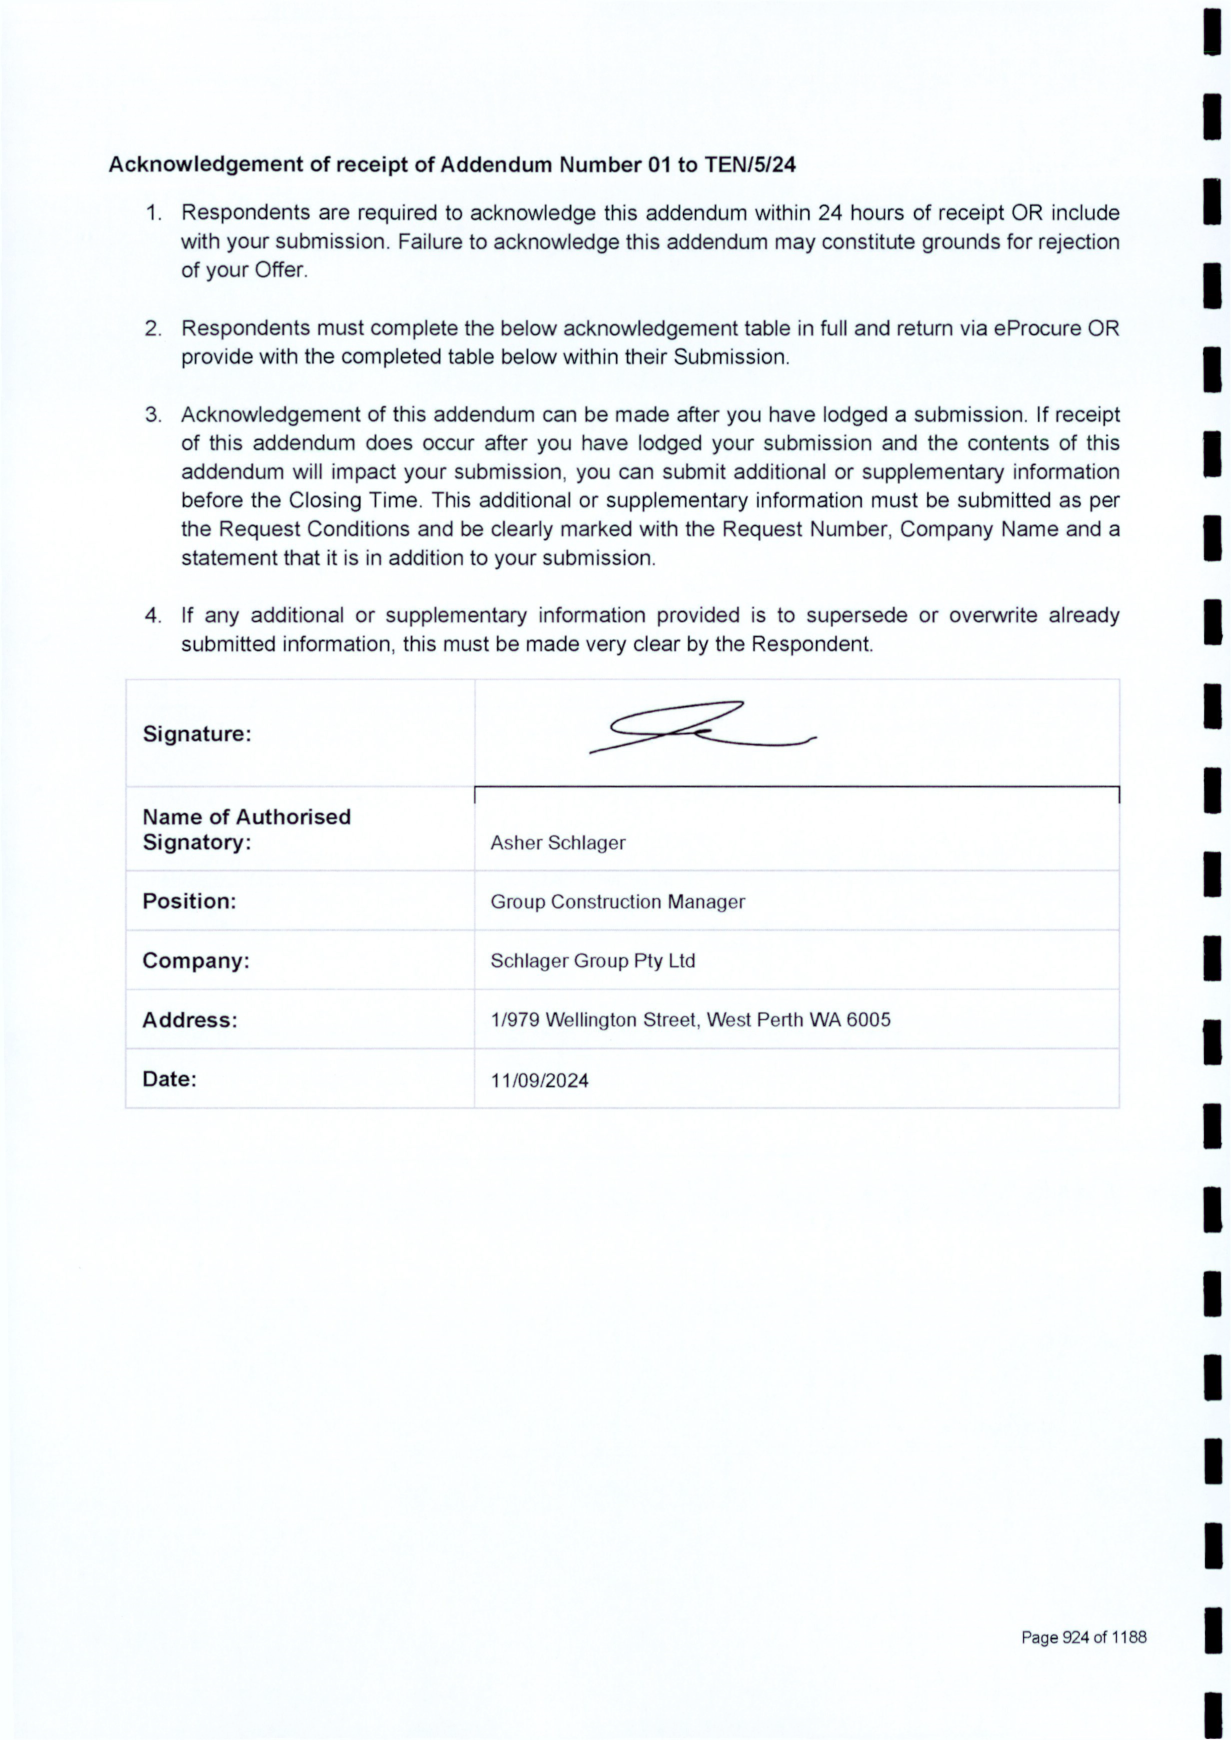 Acknowledgement of receipt of Addendum Number 01 to TEN/5/24
1. Respondents are required to acknowledge this addendum within 24 hours of receipt OR include
with your submission. Failure to acknowledge this addendum may constitute grounds for rejection
of your Offer.
2. Respondents must complete the below acknowledgement table in full and return via eProcure OR
provide with the completed table below within their Submission.
3. Acknowledgement of this addendum can be made after you have lodged a submission. If receipt
of this addendum does occur after you have lodged your submission and the contents of this
addendum will impact your submission, you can submit additional or supplementary information
before the Closing Time. This additional or supplementary information must be submitted as per
the Request Conditions and be clearly marked with the Request Number, Company Name and a
statement that it is in addition to your submission.
4. If any additional or supplementary information provided is to supersede or overwrite already
submitted information, this must be made very clear by the Respondent.
Signature:
Name of Authorised
Signatory: Asher Schlager
Position: Group Construction Manager
Company: Schlager Group Pty Ltd
Address: 1/979 Wellington Street, West Perth WA 6005
Date: 11/09/2024
Page 924 of 1188